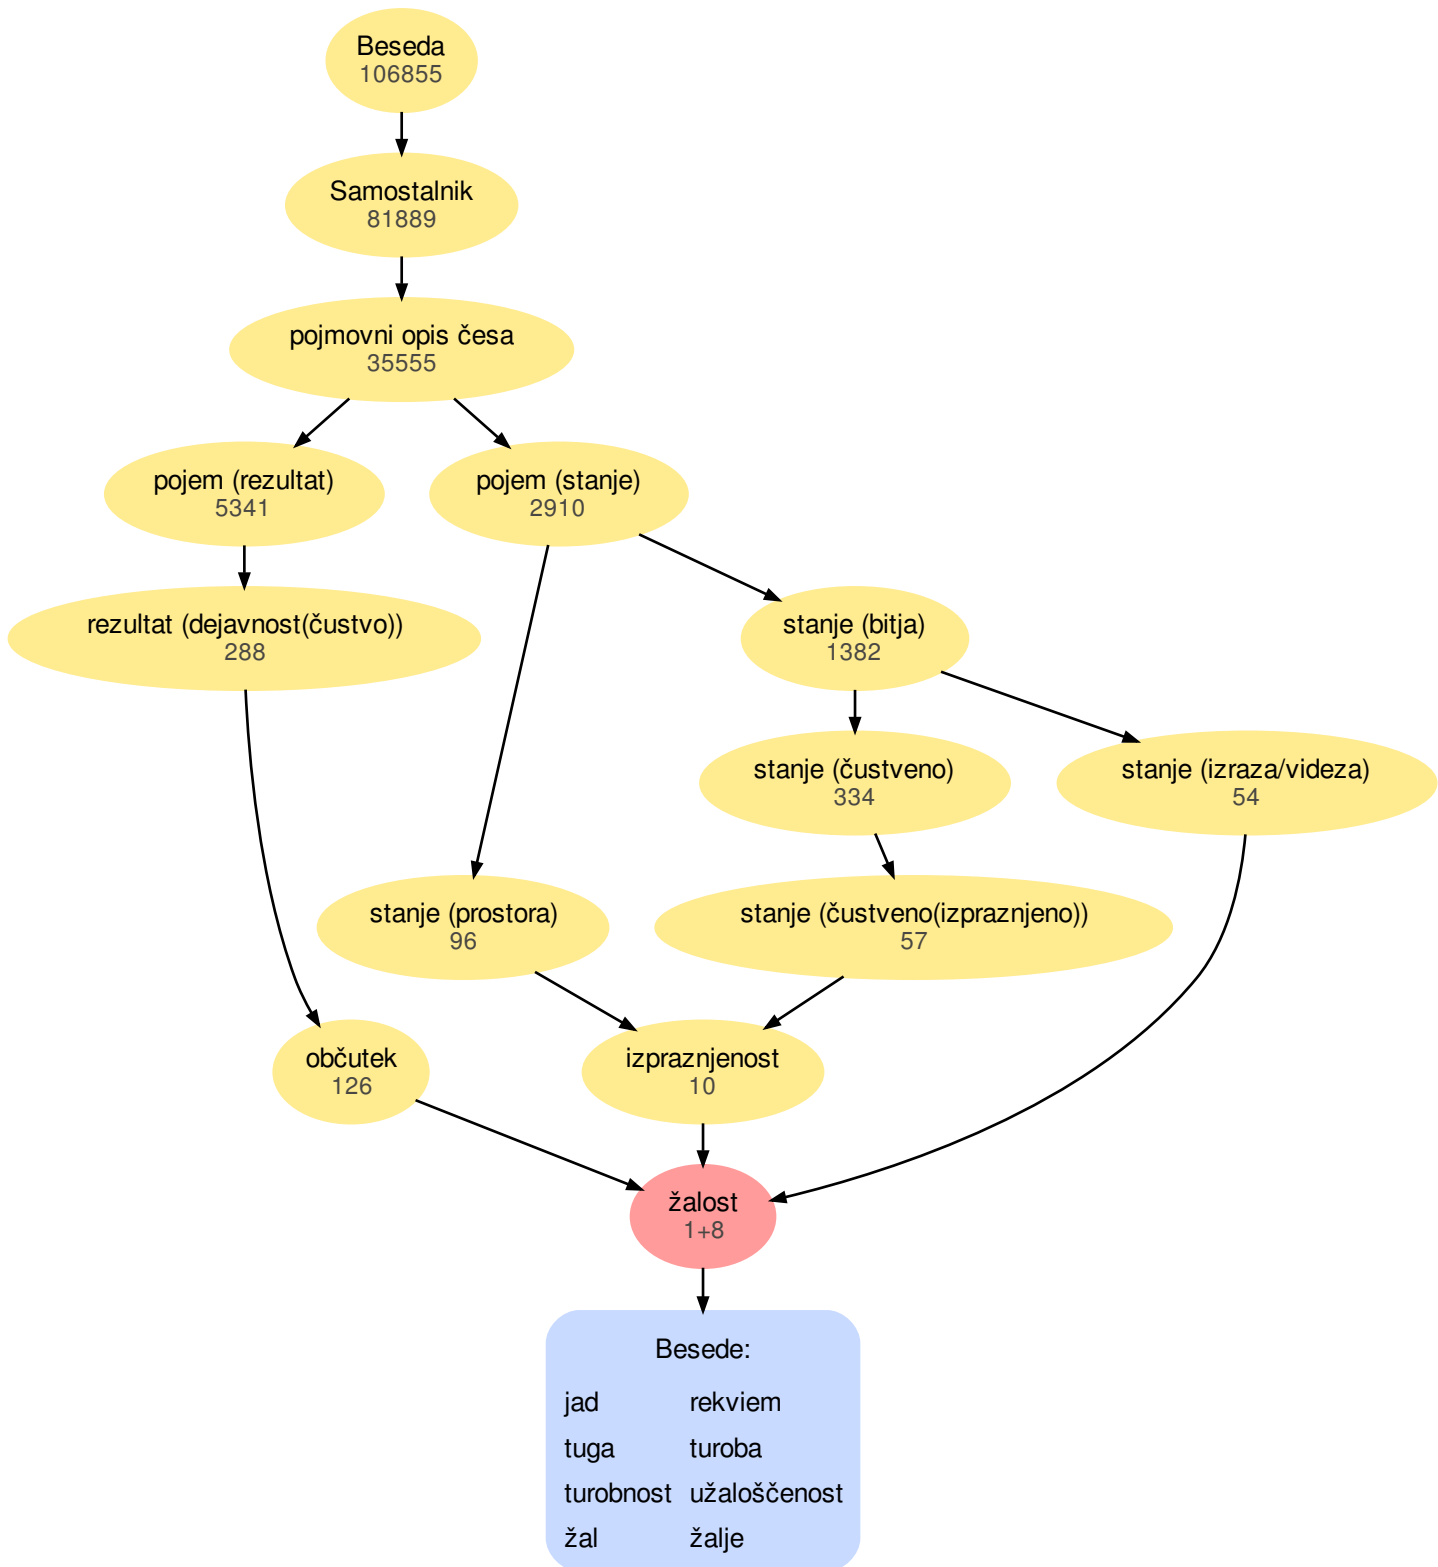 Beseda
106855
Samostalnik
81889
pojmovni opis česa
35555
pojem (rezultat)
5341
pojem (stanje)
2910
rezultat (dejavnost(čustvo))
288
stanje (bitja)
1382
stanje (čustveno)
334
stanje (izraza/videza)
54
stanje (prostora)
96
stanje (čustveno(izpraznjeno))
57
občutek
126
izpraznjenost
10
žalost
1+8
Besede:
jad rekviem
tuga turoba
turobnost užaloščenost
žal žalje